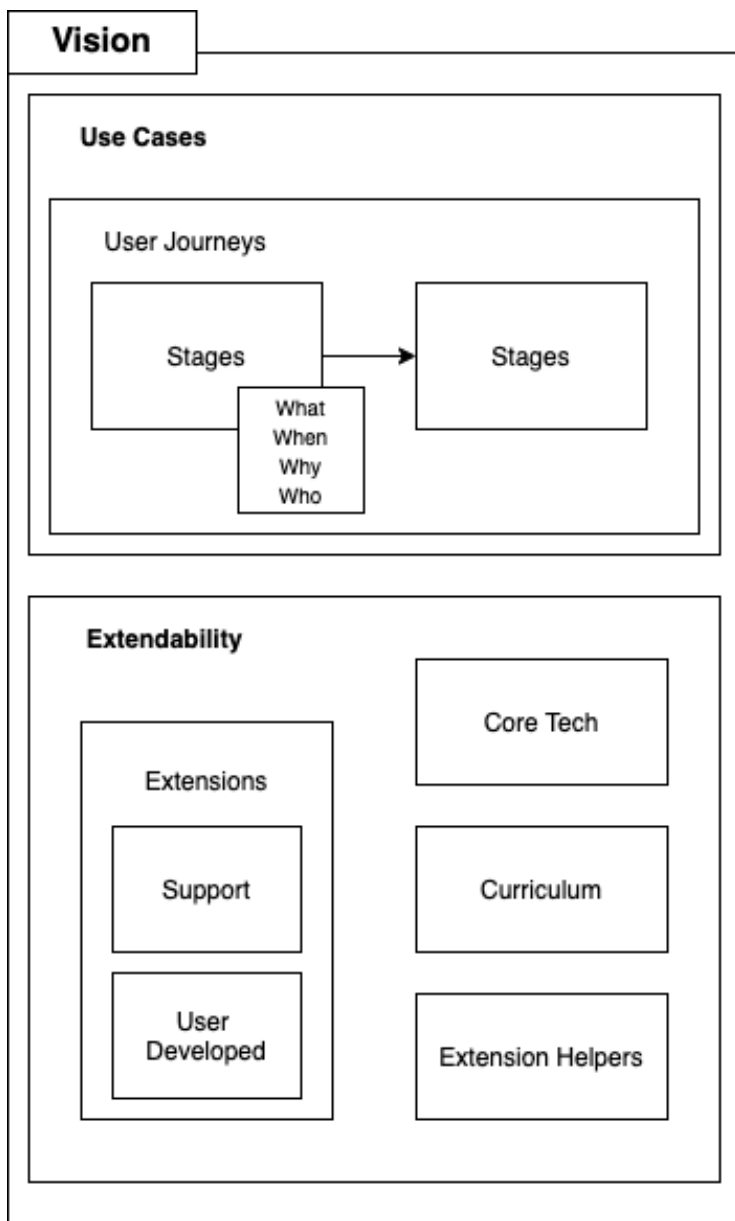 Vision
Use Cases
User Journeys
Stages
Stages
What
When
Why
Who
Extendability
Extensions
Support
User
Developed
Core Tech
Curriculum
Extension Helpers